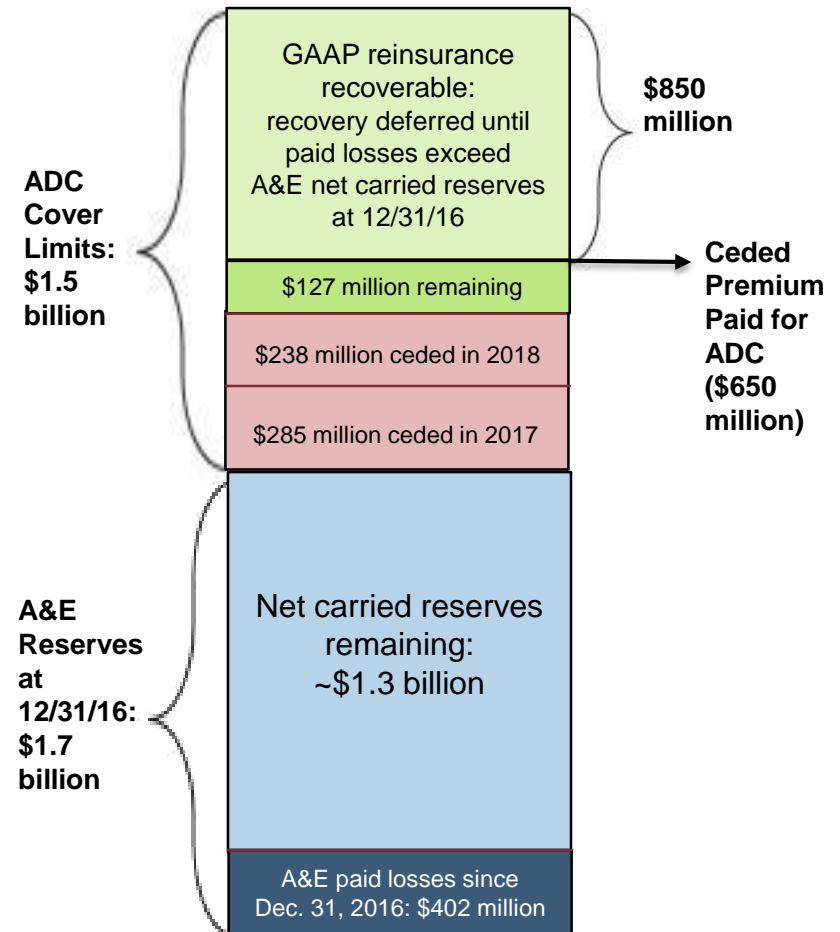 GAAP reinsurance
recoverable:
recovery deferred until
paid losses exceed
A&E net carried reserves
at 12/31/16
$850
million
ADC
Cover
Limits:
$1.5
billion
Ceded
Premium
Paid for
ADC
($650
million)
$127 million remaining
$238 million ceded in 2018
$285 million ceded in 2017
Net carried reserves
remaining:
~$1.3 billion
A&E
Reserves
at
12/31/16:
$1.7
billion
A&E paid losses since
Dec. 31, 2016: $402 million